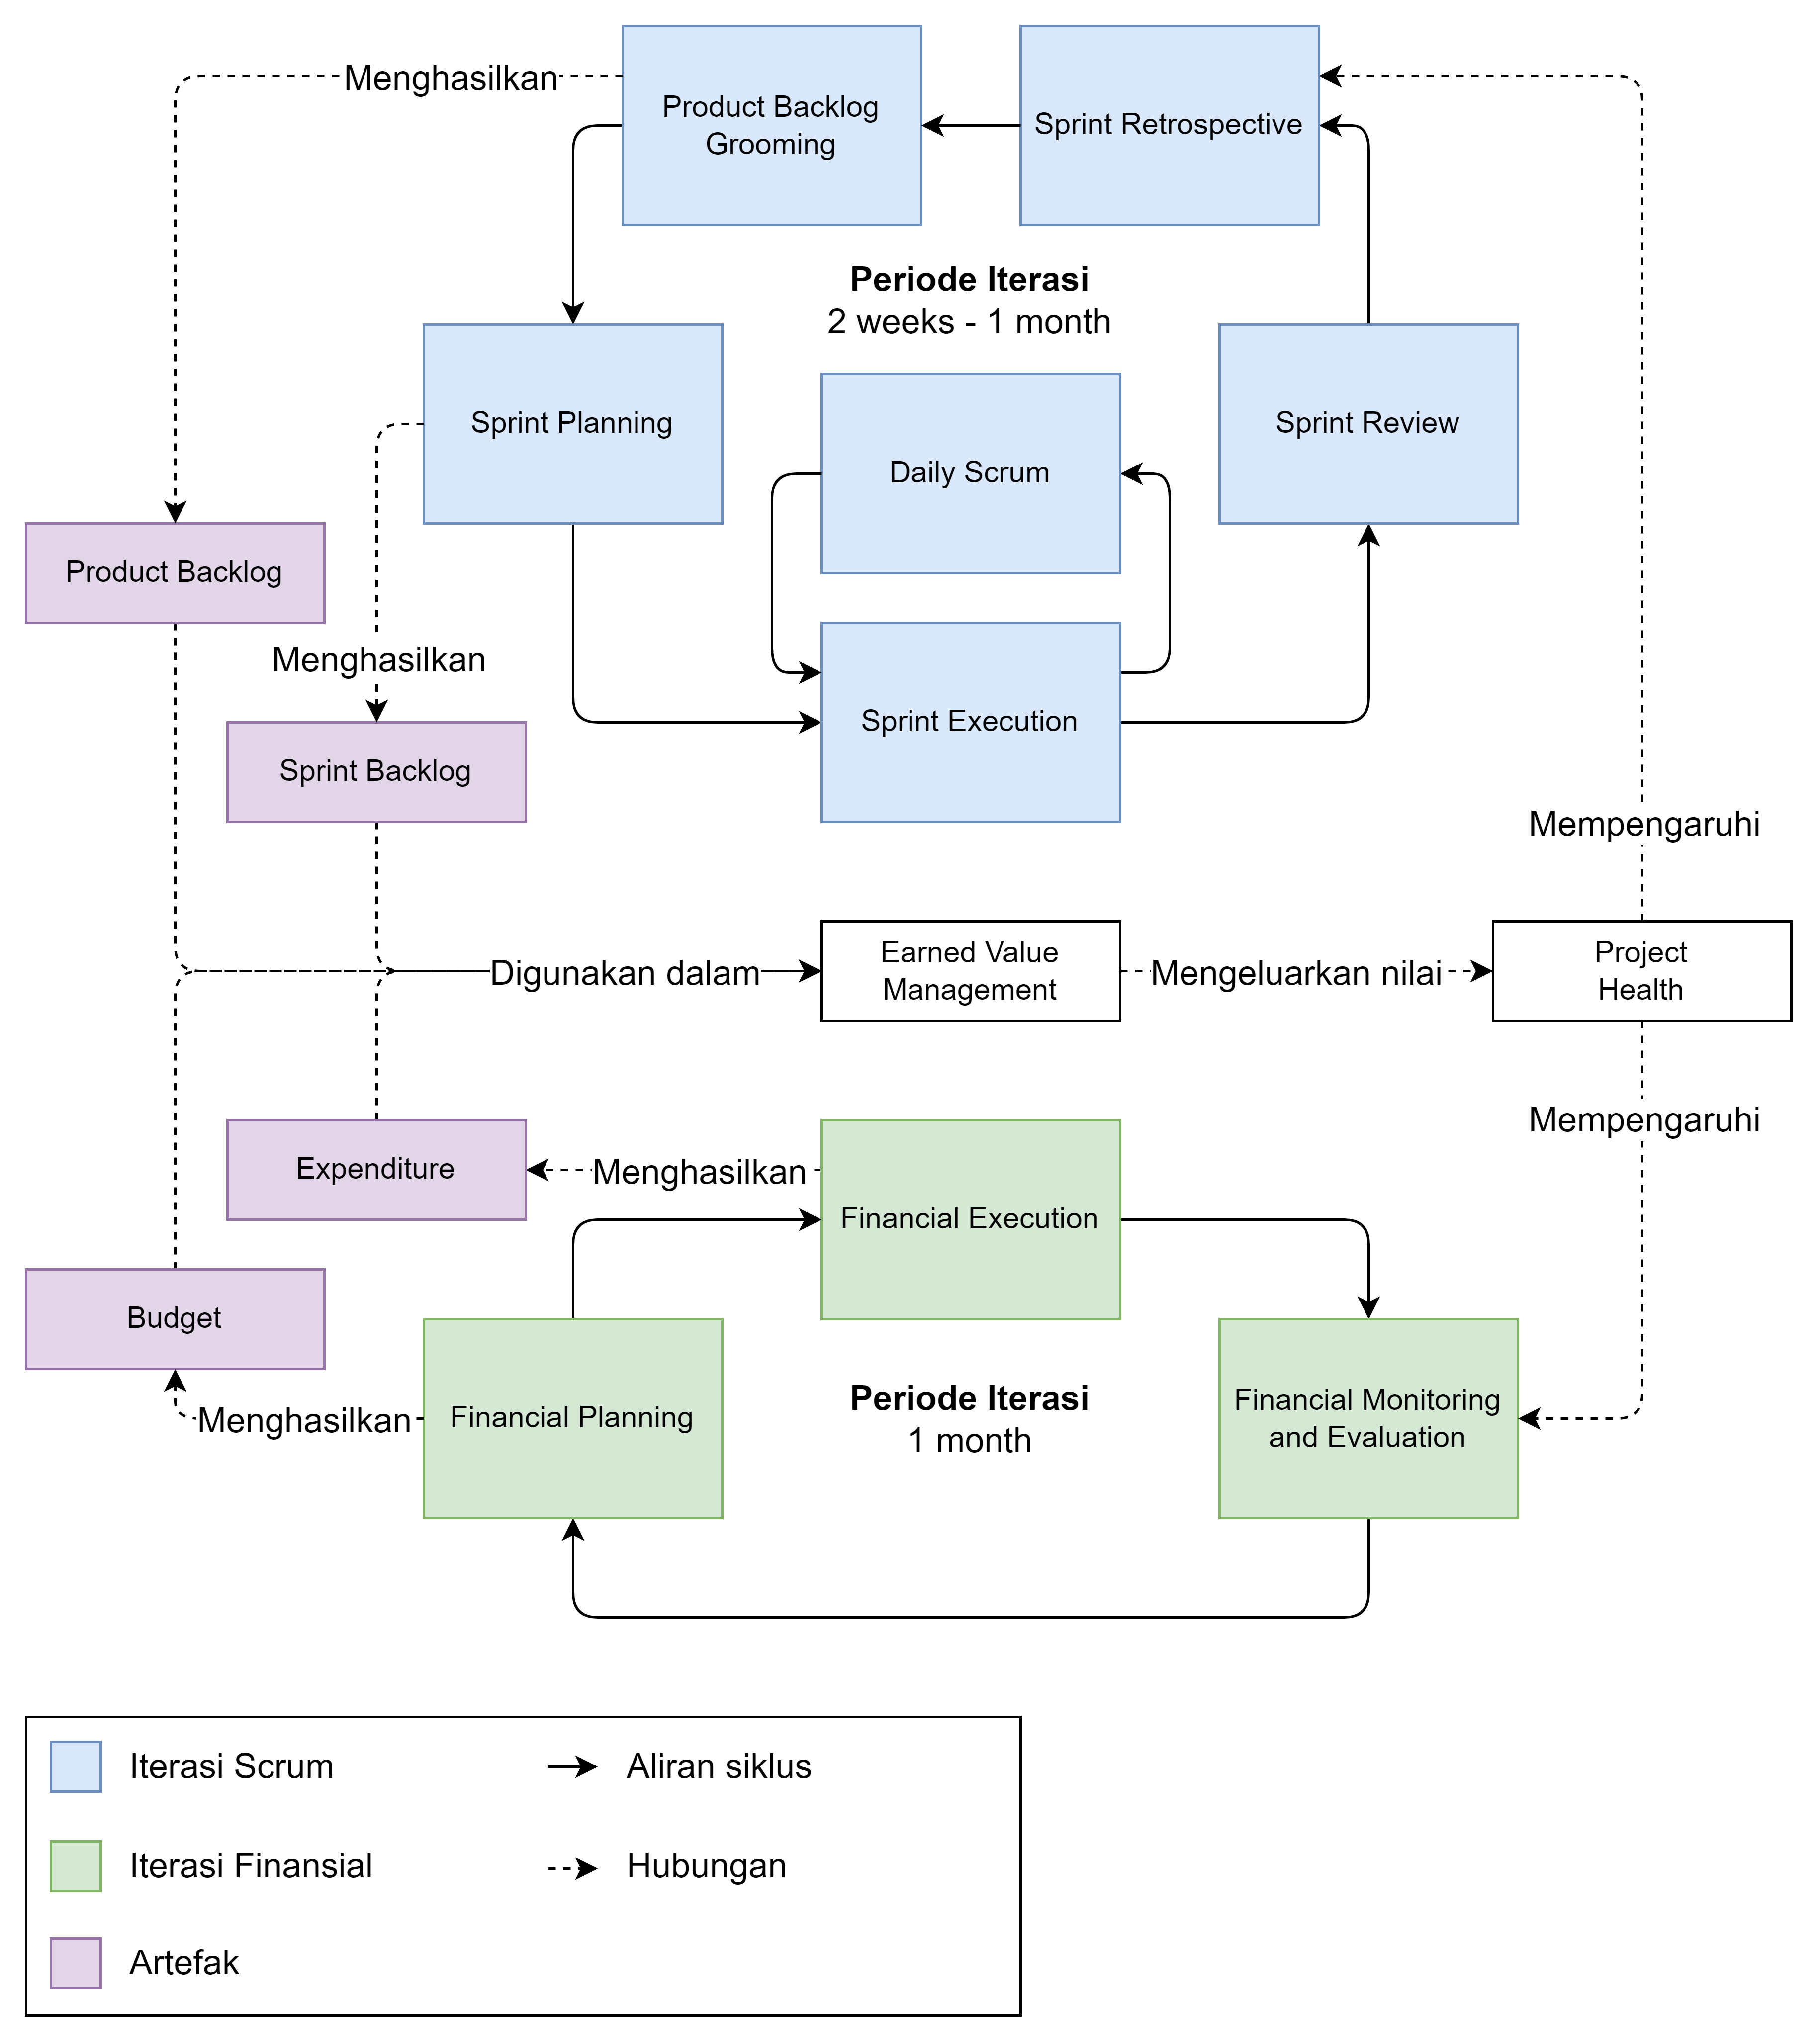 Menghasilkan
Product Backlog
Grooming
Sprint Retrospective
Periode Iterasi
2 weeks - 1 month
Sprint Planning
Daily Scrum
Sprint Review
Product Backlog
Menghasilkan
Sprint Backlog
Sprint Execution
Mempengaruhi
Digunakan dalam
Earned Value
Management
Mengeluarkan nilai
Project
Health
Mempengaruhi
Expenditure
Menghasilkan
Financial Execution
Budget
Menghasilkan
Financial Planning
Periode Iterasi
1 month
Financial Monitoring
and Evaluation
Iterasi Scrum
Aliran siklus
Iterasi Finansial
Hubungan
Artefak